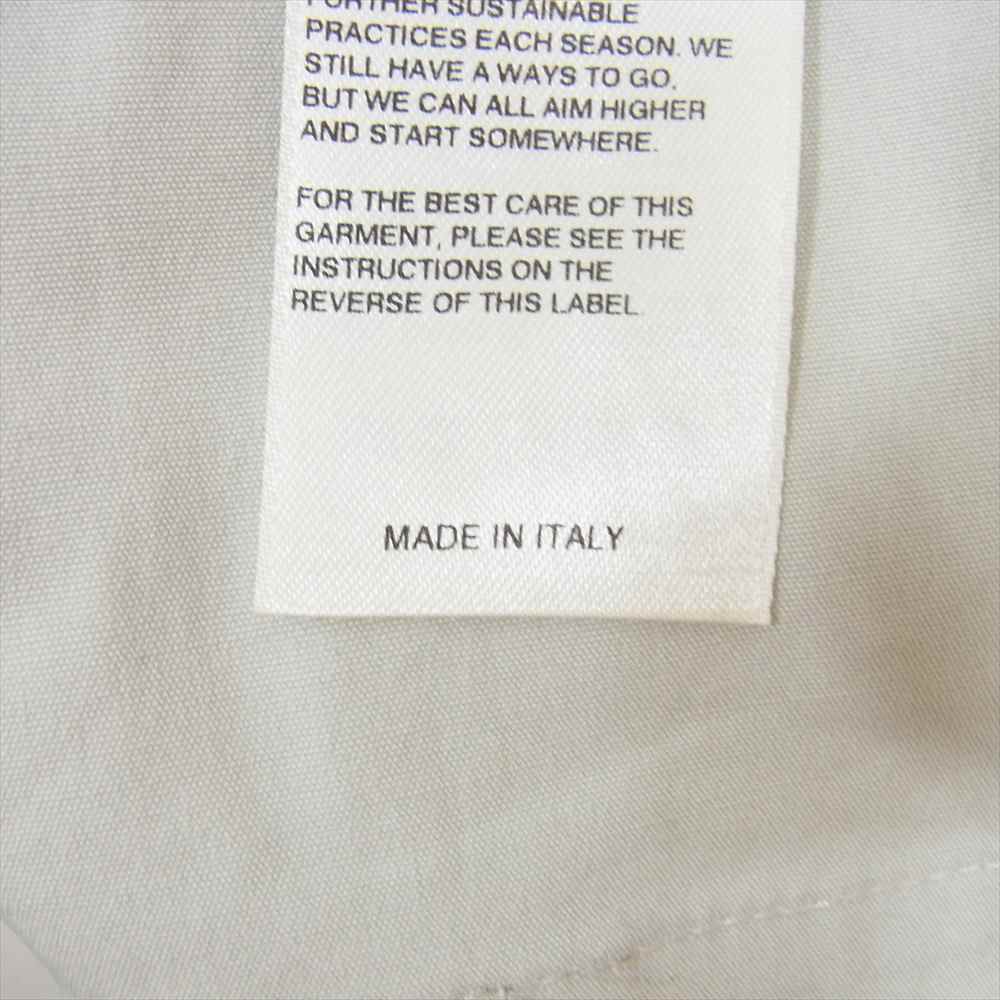 FURTHER SUSTAINABLE
PRACTICES EACH SEASON. WE
STILL HAVE A WAYS TO GO.
BUT WE CAN ALL AIM HIGHER
AND START SOMEWHERE.
FOR THE BEST CARE OF THIS
GARMENT, PLEASE SEE THE
INSTRUCTIONS ON THE
REVERSE OF THIS LABEL
MADE IN ITALY